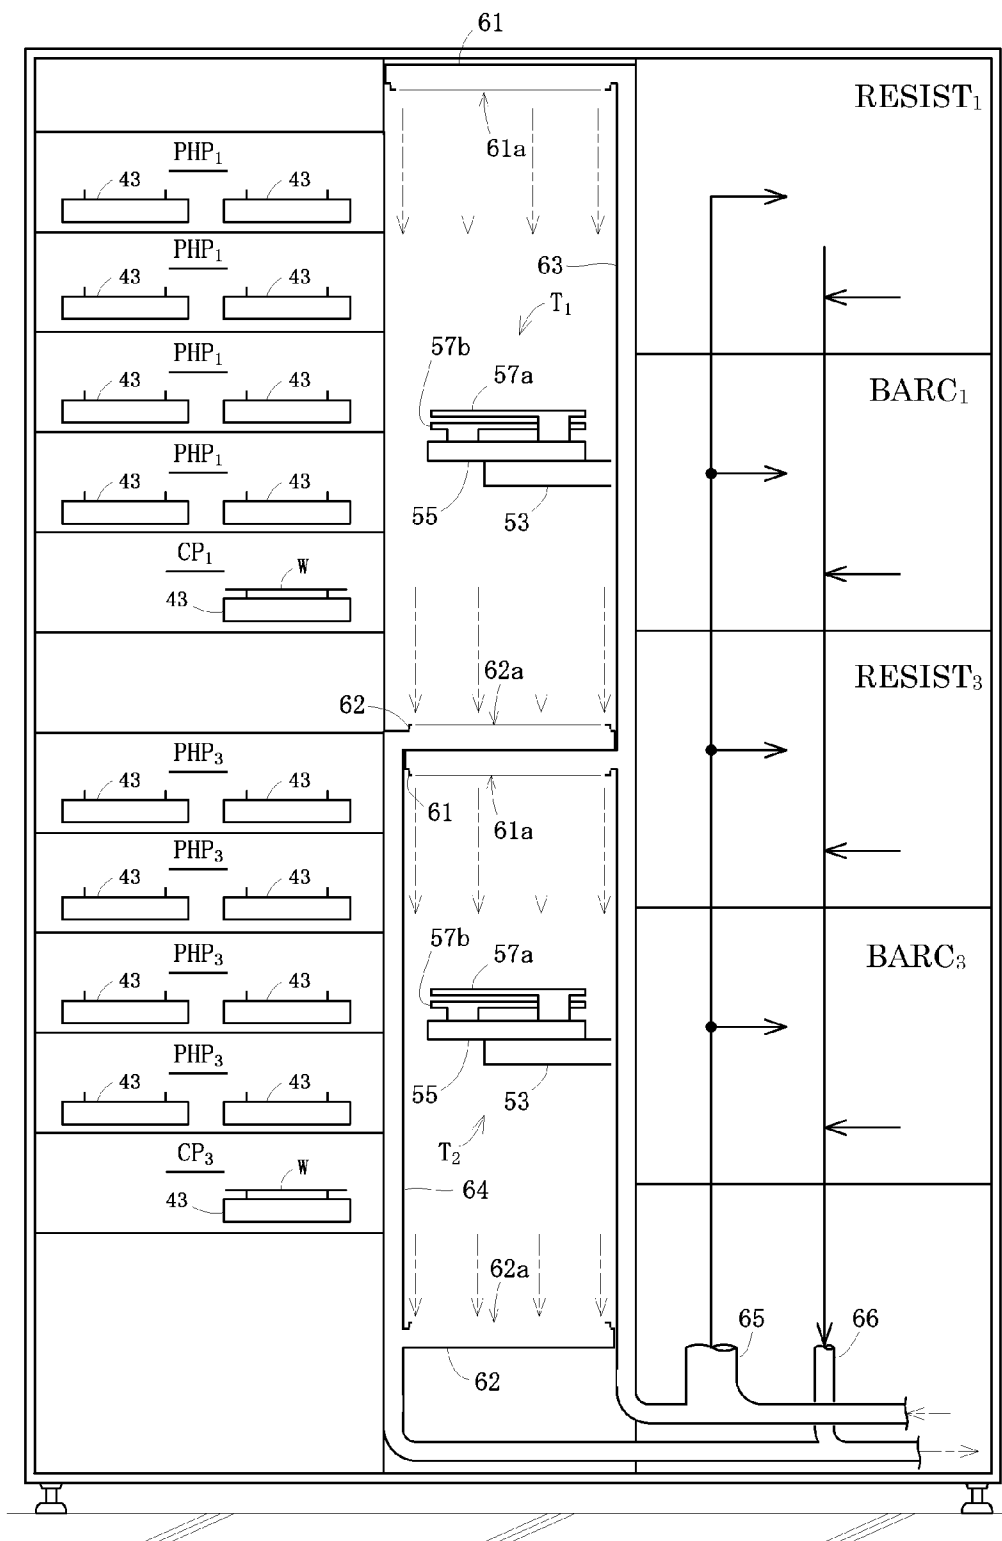 61
RESIST1
61a
PHP1
43 43
PHP1
43 43
63
T1
PHP1
43 43
57b
57a
BARC1
PHP1
43 43
55 53
CP1
W
43
62a
62
RESIST3
PHP3
43 43
61
61a
PHP3
43 43
57b
57a
BARC3
PHP3
43 43
PHP3
43 43
55 53
T2
CP3
W
43
64
62a
65 66
62